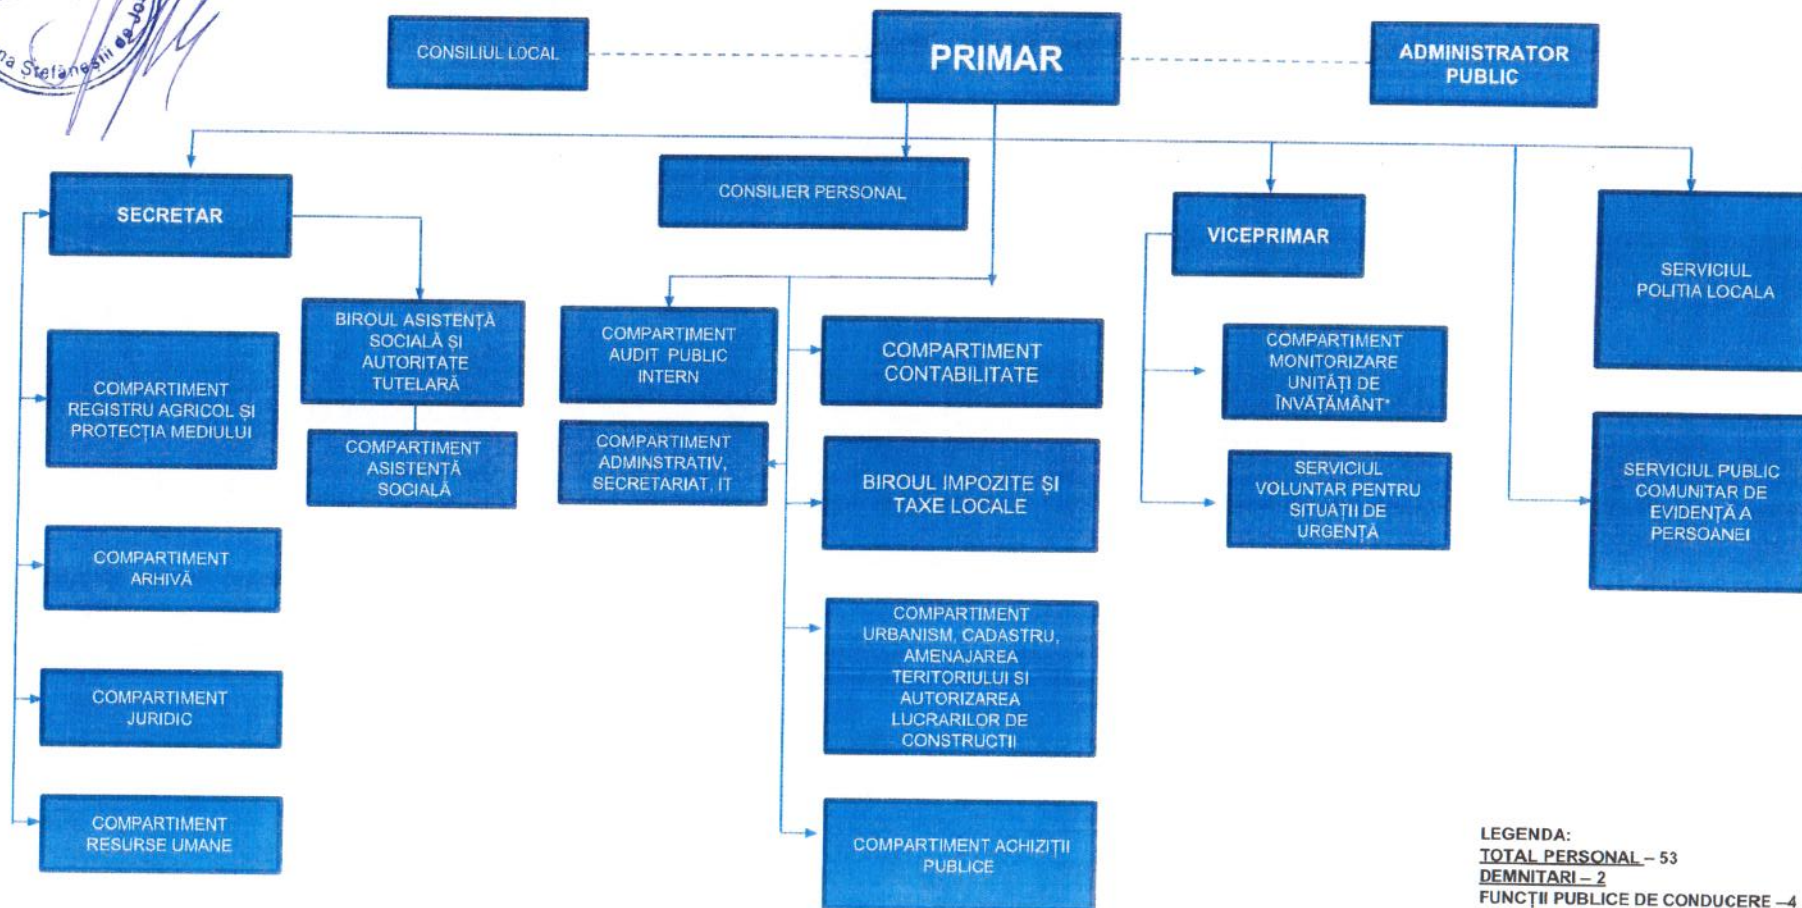 Ștefăneștii de Jos
CONSILIUL LOCAL
PRIMAR
ADMINISTRATOR
PUBLIC
CONSILIER PERSONAL
SECRETAR
VICEPRIMAR
SERVICIUL
POLITIA LOCALA
BIROUL ASISTENȚĂ
SOCIALĂ ȘI
AUTORITATE
TUTELARĂ
COMPARTIMENT
AUDIT PUBLIC
INTERN
COMPARTIMENT
CONTABILITATE
COMPARTIMENT
MONITORIZARE
UNITĂȚI DE
ÎNVĂȚĂMÂNT*
COMPARTIMENT
REGISTRU AGRICOL ȘI
PROTECȚIA MEDIULUI
COMPARTIMENT
ASISTENȚĂ
SOCIALĂ
COMPARTIMENT
ADMINSTRATIV,
SECRETARIAT, IT
BIROUL IMPOZITE ȘI
TAXE LOCALE
SERVICIUL
VOLUNTAR PENTRU
SITUAȚII DE
URGENȚĂ
SERVICIUL PUBLIC
COMUNITAR DE
EVIDENȚĂ A
PERSOANEI
COMPARTIMENT
ARHIVĂ
COMPARTIMENT
URBANISM, CADASTRU,
AMENAJAREA
TERITORIULUI SI
AUTORIZAREA
LUCRARILOR DE
CONSTRUCTII
COMPARTIMENT
JURIDIC
COMPARTIMENT
RESURSE UMANE
COMPARTIMENT ACHIZIȚII
PUBLICE
LEGENDA:
TOTAL PERSONAL – 53
DEMNITARI – 2
FUNCȚII PUBLICE DE CONDUCERE –4